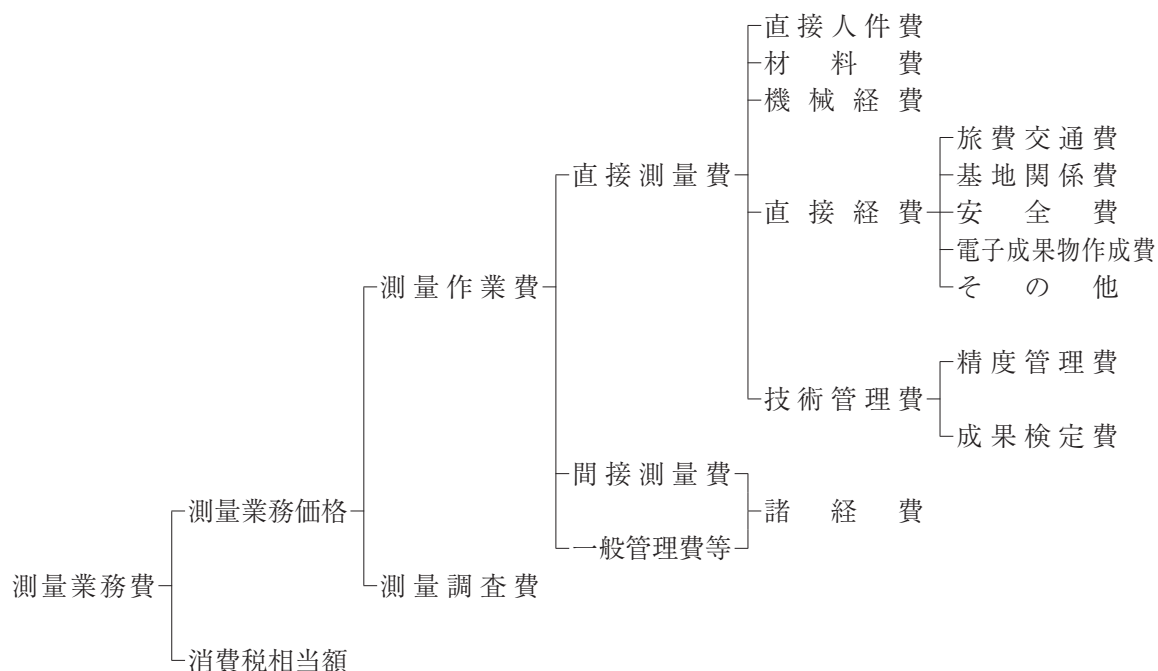 直接人件費
材料費
機械経費
旅費交通費
直接測量費
基地関係費
直接経費
安全費
電子成果物作成費
測量作業費
その他
精度管理費
技術管理費
成果検定費
間接測量費
測量業務価格
諸経費
一般管理費等
測量業務費
測量調査費
消費税相当額